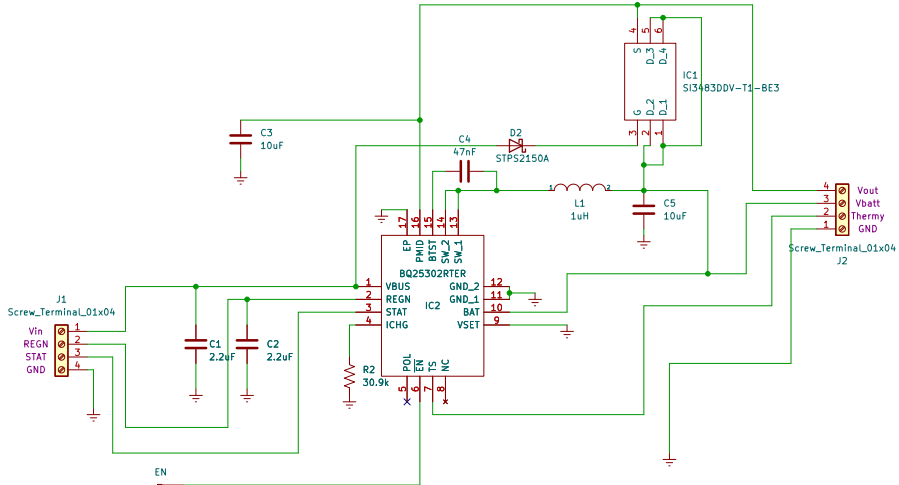 4
5
6
S
D_3
D_4
IC1
SI3483DDV-T1-BE3
G
D_2
D_1
3
2
1
C3
10uF
C4
47nF
D2
STPS2150A
1
2
L1
1uH
C5
10uF
4
Vout
3
Vbatt
2
Thermy
1
GND
Screw_Terminal_01x04
J2
17
16
15
14
13
EP
PMID
BTST
SW_2
SW_1
BQ25302RTER
1
VBUS
GND_2
12
2
REGN
GND_1
11
IC2
3
STAT
BAT
10
4
ICHG
VSET
9
POL
EN
TS
NC
5
6
7
8
J1
Screw_Terminal_01x04
Vin
1
REGN
2
STAT
3
GND
4
C1
2.2uF
C2
2.2uF
R2
30.9k
EN